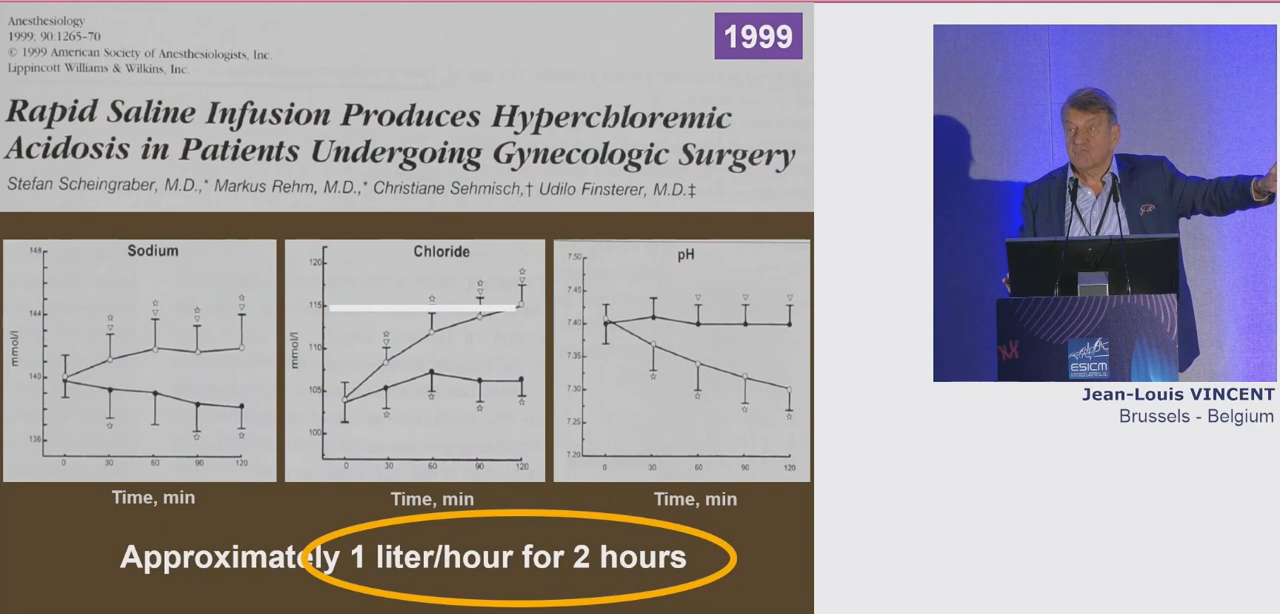 Anesthesiology
1999; 90:1265-70
© 1999 American Society of Anesthesiologists, Inc.
Lippincott Williams & Wilkins, Inc.
1999
Rapid Saline Infusion Produces Hyperchloremic
Acidosis in Patients Undergoing Gynecologic Surgery
Stefan Scheingraber, M.D.,* Markus Rehm, M.D.,* Christiane Sehmisch,† Udilo Finsterer, M.D.‡
Sodium
148
144
140
136
mmol/l
0 30 60 90 120
Time, min
Chloride
120
115
110
105
100
mmol/l
0 30 60 90 120
Time, min
pH
7.50
7.45
7.40
7.35
7.30
7.25
7.20
0 30 60 90 120
Time, min
Approximately 1 liter/hour for 2 hours
ESICM
Jean-Louis VINCENT
Brussels - Belgium